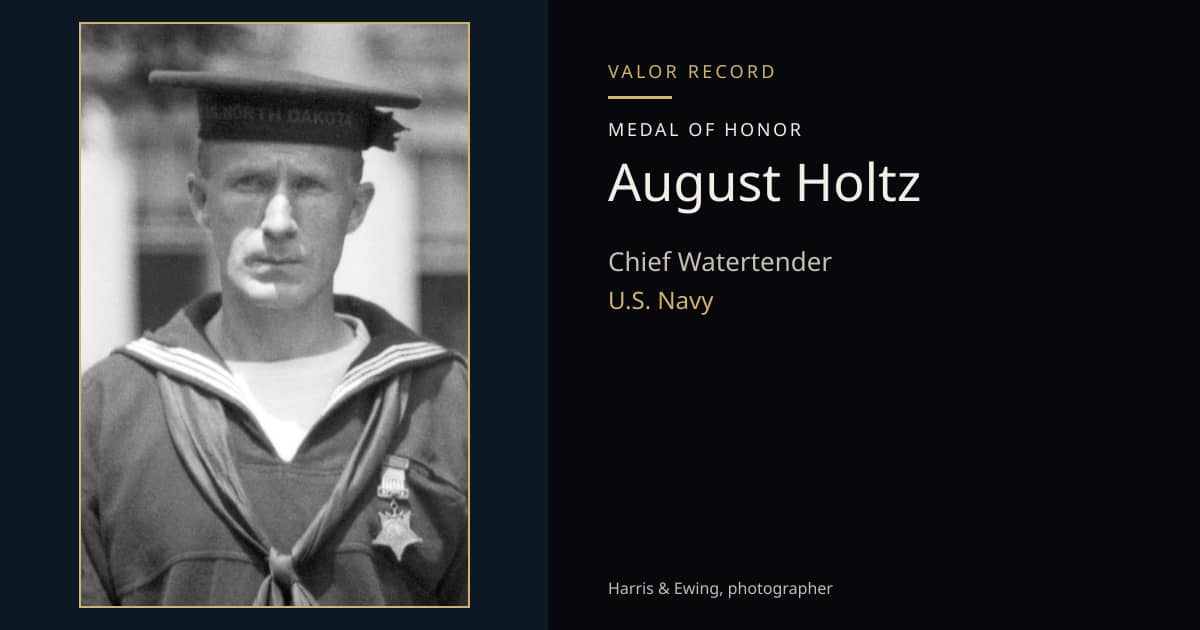 U.S. NORTH DAKOTA
VALOR RECORD
MEDAL OF HONOR
August Holtz
Chief Watertender
U.S. Navy
Harris & Ewing, photographer